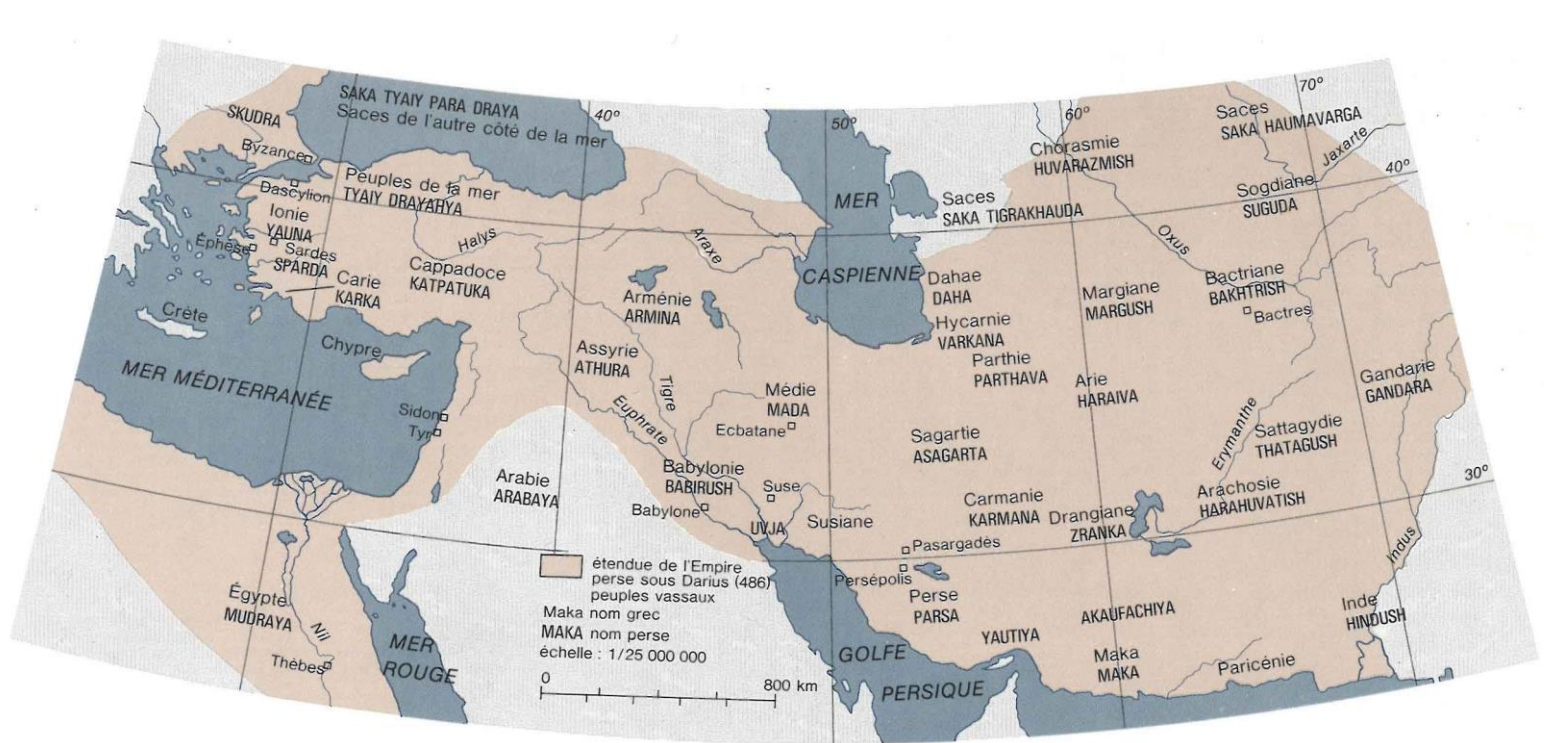 SAKA TYAIY PARA DRAYA
Saces de l'autre côté de la mer
SKUDRA
Byzance
Dascylion
Peuples de la mer
TYAIY DRAYAHYA
Ionie
YAUNA
Éphèse
Sardes
SPARDA
Carie
KARKA
Halys
Cappadoce
KATPATUKA
Crète
Chypre
MER MÉDITERRANÉE
Sidon
Tyr
40°
50°
60°
70°
40°
30°
Araxe
Arménie
ARMINA
Assyrie
ATHURA
Tigre
Euphrate
Médie
MADA
Ecbatane
Arabie
ARABAYA
Babylonie
BABIRUSH
Babylone
Suse
UVJA
Susiane
MER
CASPIENNE
Saces
SAKA TIGRAKHAUDA
Chorasmie
HUVARAZMISH
Saces
SAKA HAUMAVARGA
Jaxarte
Sogdiane
SUGUDA
Oxus
Dahae
DAHA
Hycarnie
VARKANA
Parthie
PARTHAVA
Margiane
MARGUSH
Bactriane
BAKHTRISH
Bactres
Arie
HARAIVA
Gandarie
GANDARA
Sagartie
ASAGARTA
Erymanthe
Sattagydie
THATAGUSH
Carmanie
KARMANA
Drangiane
ZRANKA
Arachosie
HARAHUVATISH
Indus
Pasargadès
Persépolis
Perse
PARSA
YAUTIYA
AKAUFACHIYA
Maka
MAKA
Paricénie
Inde
HINDUSH
GOLFE
PERSIQUE
Égypte
MUDRAYA
Nil
Thèbes
MER
ROUGE
étendue de l'Empire
perse sous Darius (486)
peuples vassaux
Maka nom grec
MAKA nom perse
échelle : 1/25 000 000
0
800 km